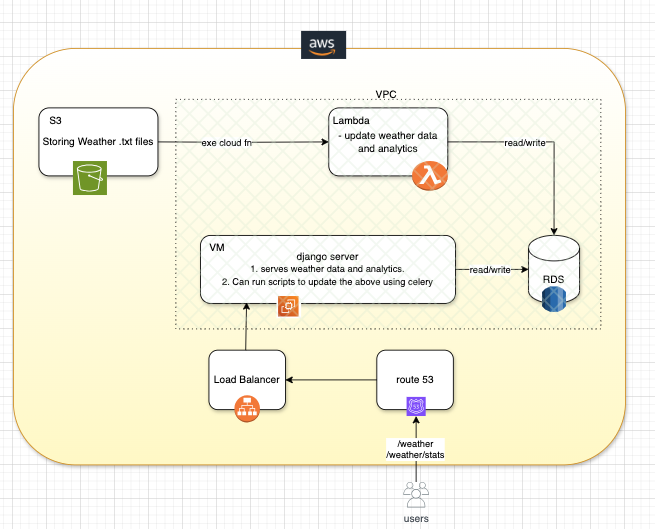 aws
VPC
S3
Storing Weather .txt files
exe cloud fn
Lambda
- update weather data
and analytics
read/write
VM
django server
1. serves weather data and analytics.
2. Can run scripts to update the above using celery
read/write
RDS
Load Balancer
route 53
53
/weather
/weather/stats
users